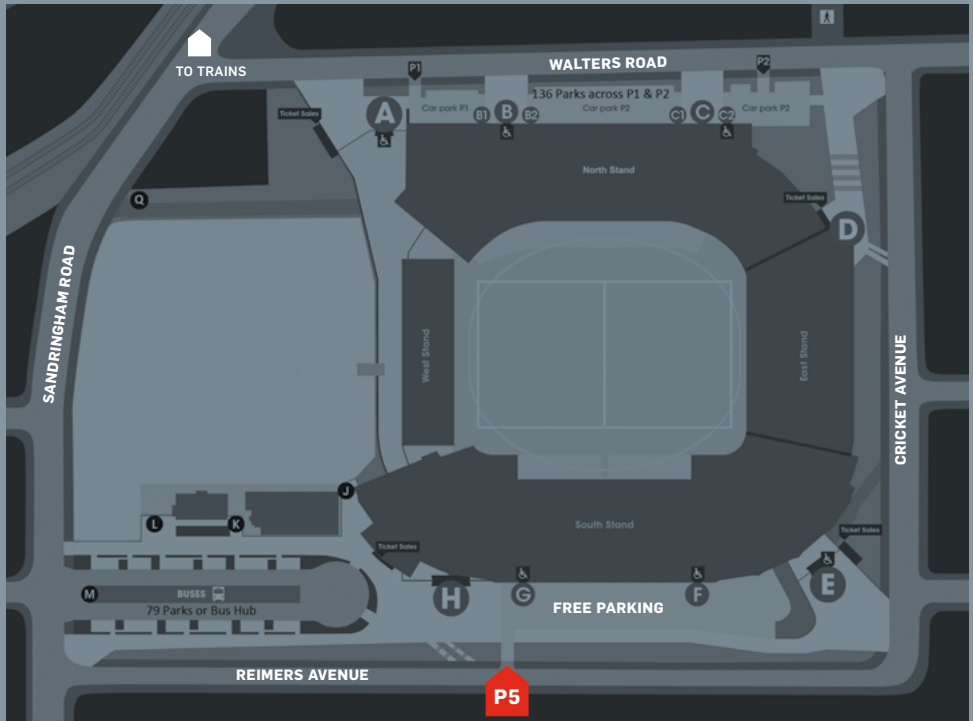 TO TRAINS
WALTERS ROAD
P1
P2
136 Parks across P1 & P2
Car park P1
Car park P2
Car park P2
Ticket Sales
A
B1
B
B2
C1
C
C2
North Stand
Q
Ticket Sales
D
SANDRINGHAM ROAD
West Stand
East Stand
CRICKET AVENUE
J
L
K
South Stand
Ticket Sales
Ticket Sales
M
BUSES
79 Parks or Bus Hub
H
G
FREE PARKING
F
E
REIMERS AVENUE
P5